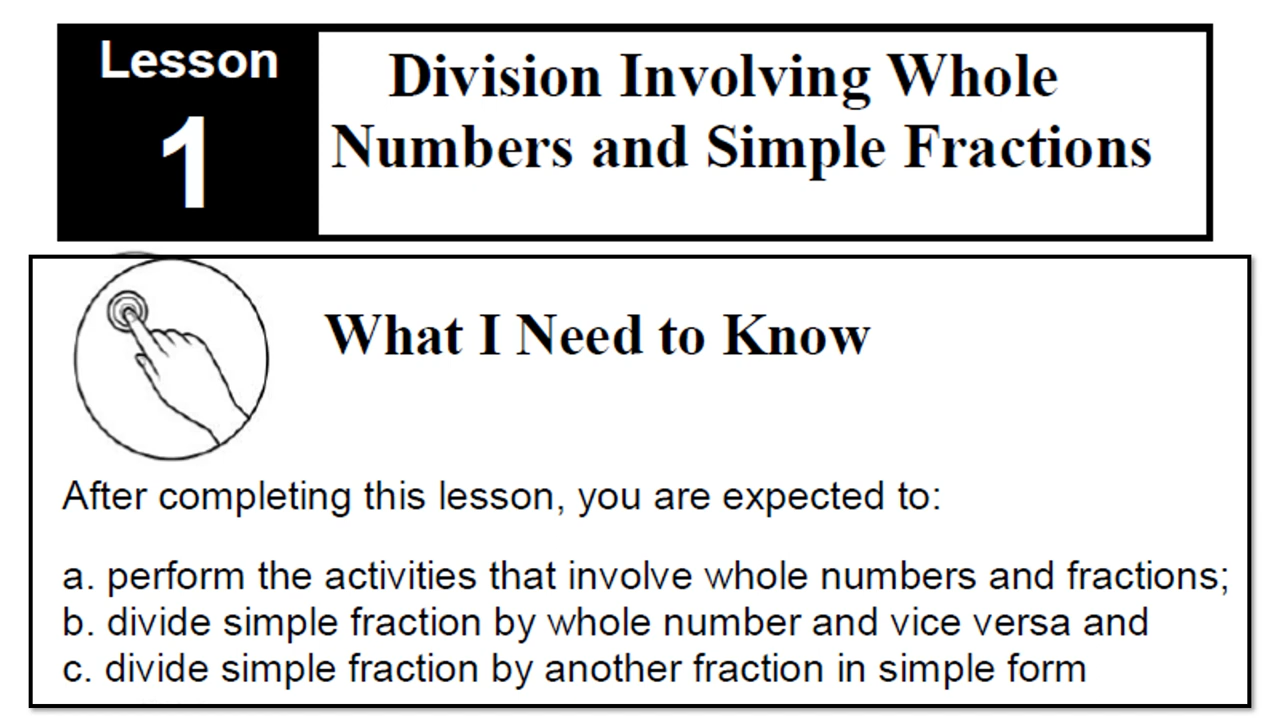 Lesson
1
Division Involving Whole
Numbers and Simple Fractions
What I Need to Know
After completing this lesson, you are expected to:
a. perform the activities that involve whole numbers and fractions;
b. divide simple fraction by whole number and vice versa and
c. divide simple fraction by another fraction in simple form